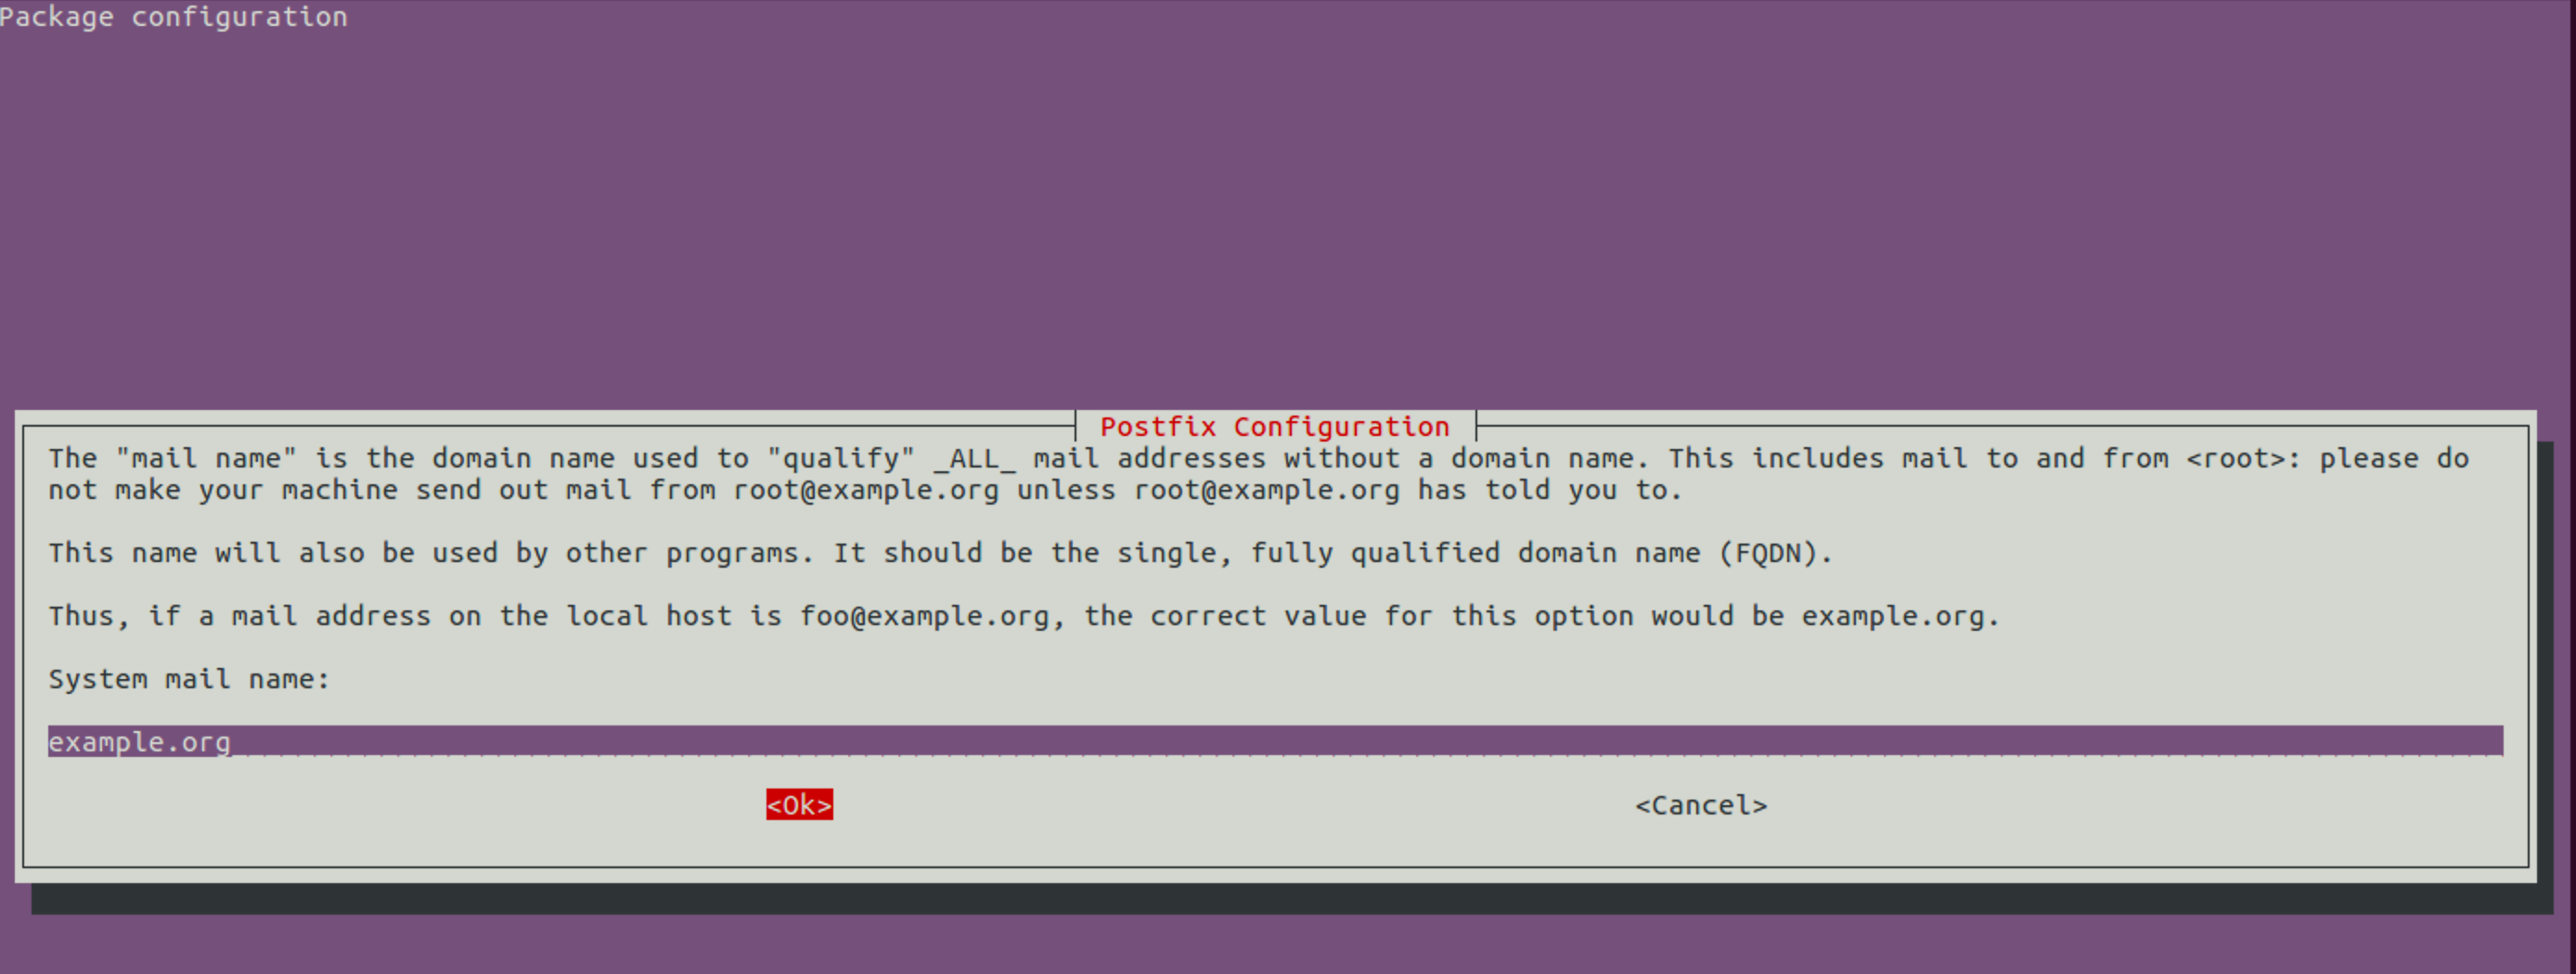 Package configuration
Postfix Configuration
The "mail name" is the domain name used to "qualify" _ALL_ mail addresses without a domain name. This includes mail to and from <root>: please do
not make your machine send out mail from root@example.org unless root@example.org has told you to.
This name will also be used by other programs. It should be the single, fully qualified domain name (FQDN).
Thus, if a mail address on the local host is foo@example.org, the correct value for this option would be example.org.
System mail name:
example.org
<Ok> <Cancel>